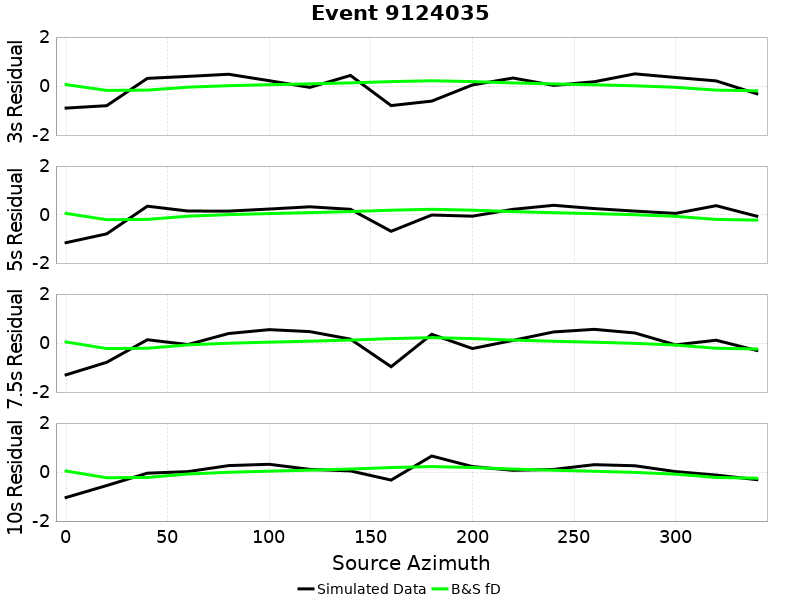 Event 9124035
3s Residual
2
0
-2
5s Residual
2
0
-2
7.5s Residual
2
0
-2
10s Residual
2
0
-2
0 50 100 150 200 250 300
Source Azimuth
Simulated Data B&S fD